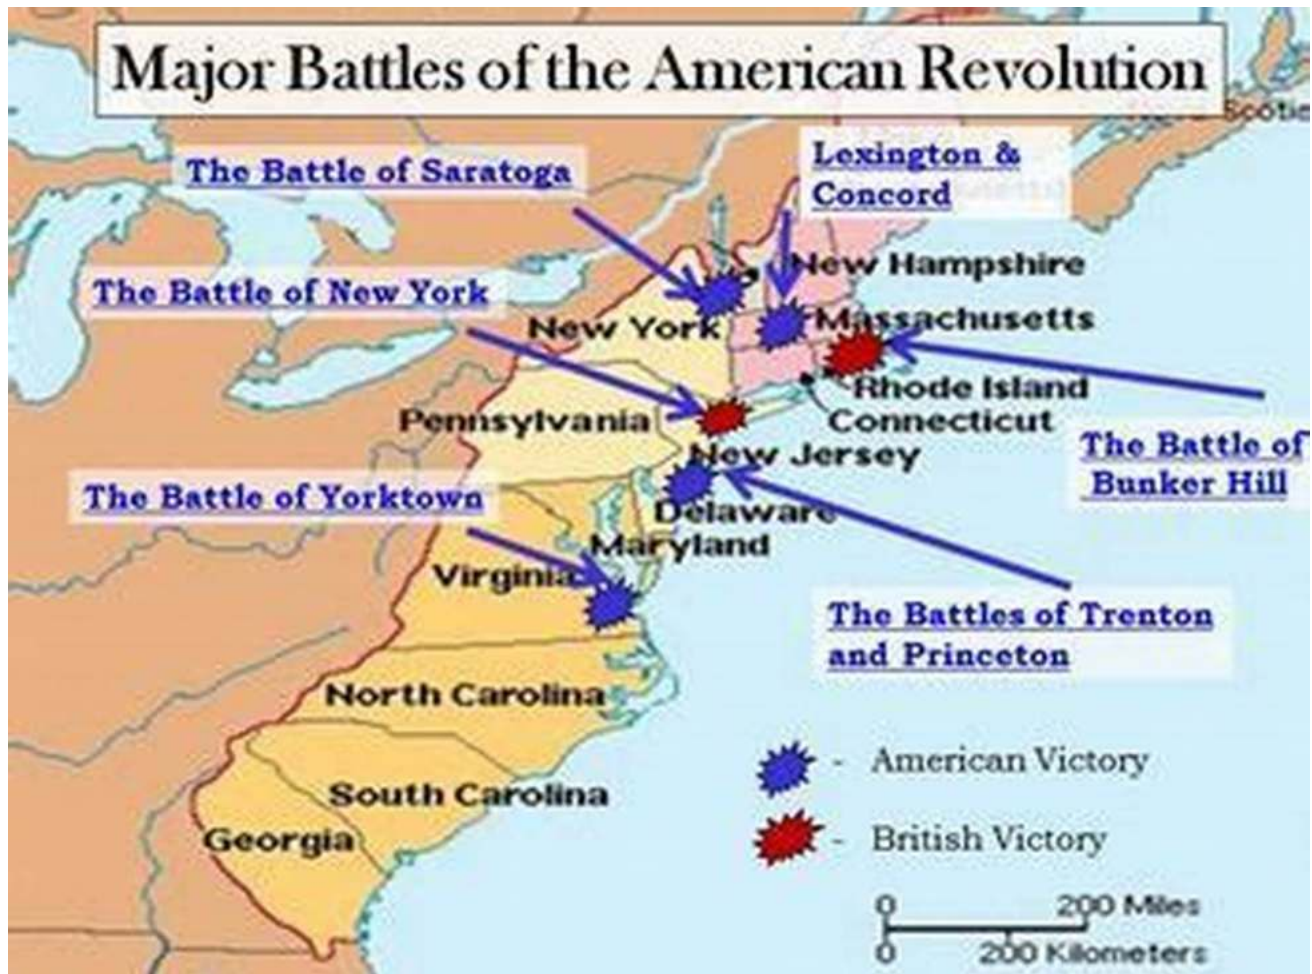 Major Battles of the American Revolution
Scotia
The Battle of Saratoga
Lexington &
Concord
The Battle of New York
New Hampshire
New York
Massachusetts
Rhode Island
Pennsylvania
Connecticut
New Jersey
The Battle of
Bunker Hill
The Battle of Yorktown
Delaware
Maryland
Virginia
The Battles of Trenton
and Princeton
North Carolina
South Carolina
Georgia
- American Victory
- British Victory
0 200 Miles
0 200 Kilometers